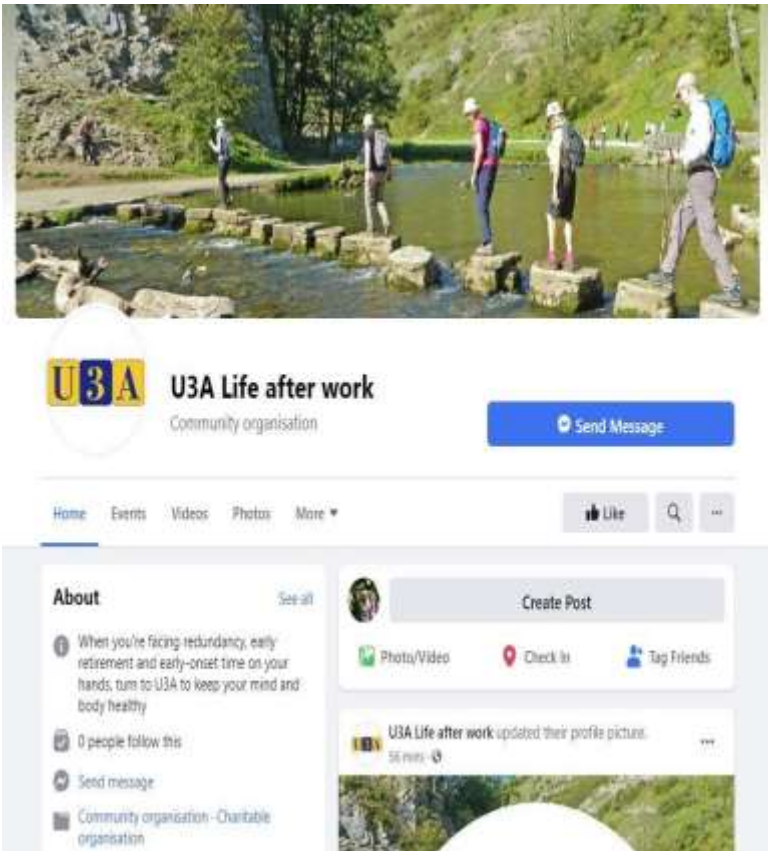 U3A
U3A Life after work
Community organisation
Send Message
Home Events Videos Photos More
Like
...
About
See all
When you're facing redundancy, early
retirement and early-onset time on your
hands, turn to U3A to keep your mind and
body healthy
0 people follow this
Send message
Community organisation · Charitable
organisation
Create Post
Photo/Video Check In Tag Friends
U3A
U3A Life after work updated their profile picture.
...
56 mins ·